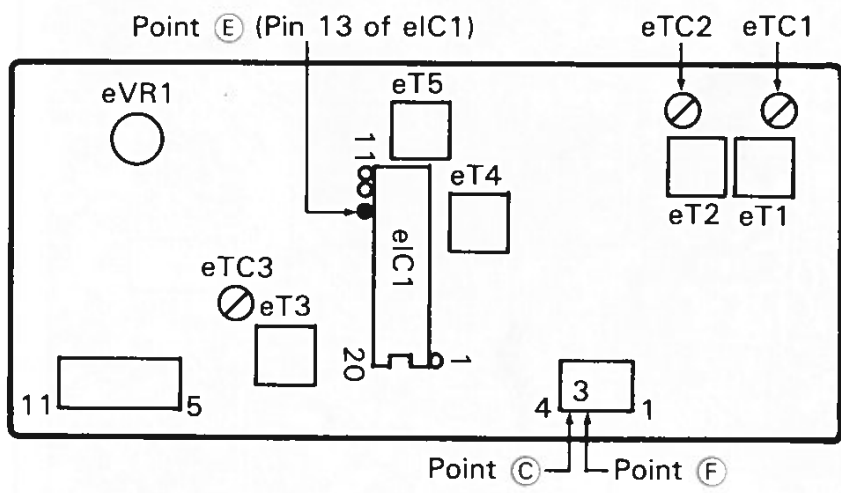 Point Ⓔ (Pin 13 of eIC1)
eTC2 eTC1
eVR1
eT5
11
eT4
eT2 eT1
eIC1
eTC3
eT3
20
1
11 5
4 3 1
Point Ⓒ
Point Ⓕ